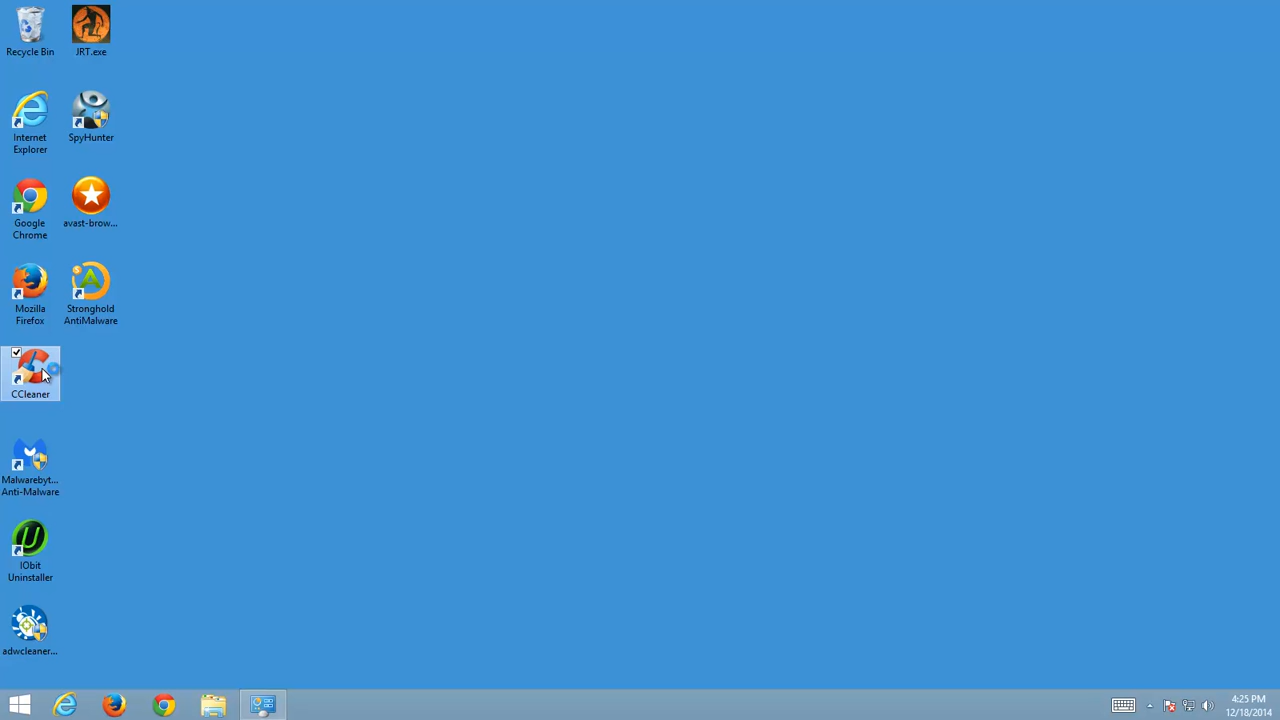 Recycle Bin
JRT.exe
Internet
Explorer
SpyHunter
Google
Chrome
avast-brow...
Mozilla
Firefox
Stronghold
AntiMalware
CCleaner
Malwarebyt...
Anti-Malware
IObit
Uninstaller
adwcleaner...
4:25 PM
12/18/2014